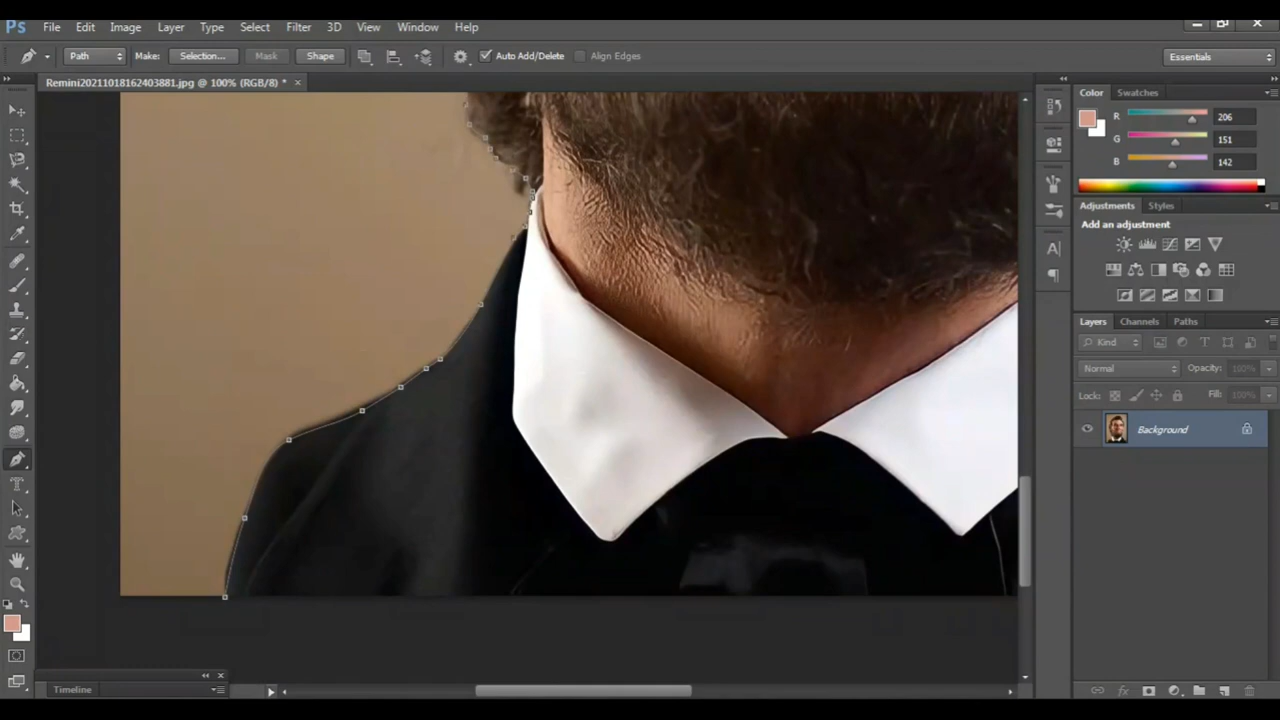 Ps File Edit Image Layer Type Select Filter 3D View Window Help
Path Make: Selection... Mask Shape Auto Add/Delete Align Edges Essentials
Remini20211018162403881.jpg @ 100% (RGB/8) * ×
Color Swatches
R 206
G 151
B 142
Adjustments Styles
Add an adjustment
Layers Channels Paths
Kind
Normal Opacity: 100%
Lock: Fill: 100%
Background
Timeline